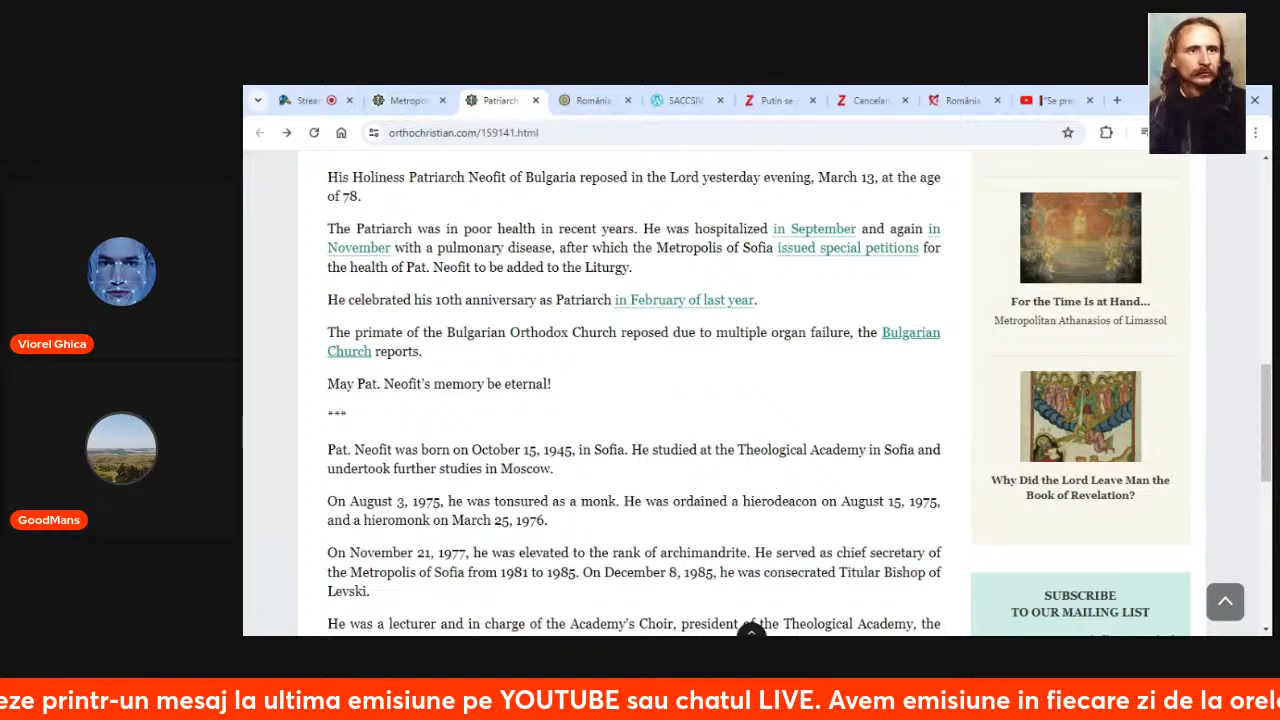 Strea
Metropo
Patriarch
România
SACCSIV
Putin se
Cancelar
România
"Se pre
orthochristian.com/159141.html
His Holiness Patriarch Neofit of Bulgaria reposed in the Lord yesterday evening, March 13, at the age
of 78.
The Patriarch was in poor health in recent years. He was hospitalized in September and again in
November with a pulmonary disease, after which the Metropolis of Sofia issued special petitions for
the health of Pat. Neofit to be added to the Liturgy.
He celebrated his 10th anniversary as Patriarch in February of last year.
The primate of the Bulgarian Orthodox Church reposed due to multiple organ failure, the Bulgarian
Church reports.
May Pat. Neofit's memory be eternal!
***
Pat. Neofit was born on October 15, 1945, in Sofia. He studied at the Theological Academy in Sofia and
undertook further studies in Moscow.
On August 3, 1975, he was tonsured as a monk. He was ordained a hierodeacon on August 15, 1975,
and a hieromonk on March 25, 1976.
On November 21, 1977, he was elevated to the rank of archimandrite. He served as chief secretary of
the Metropolis of Sofia from 1981 to 1985. On December 8, 1985, he was consecrated Titular Bishop of
Levski.
He was a lecturer and in charge of the Academy's Choir, president of the Theological Academy, the
For the Time Is at Hand...
Metropolitan Athanasios of Limassol
Why Did the Lord Leave Man the
Book of Revelation?
SUBSCRIBE
TO OUR MAILING LIST
Viorel Ghica
GoodMans
eze printr-un mesaj la ultima emisiune pe YOUTUBE sau chatul LIVE. Avem emisiune in fiecare zi de la orel